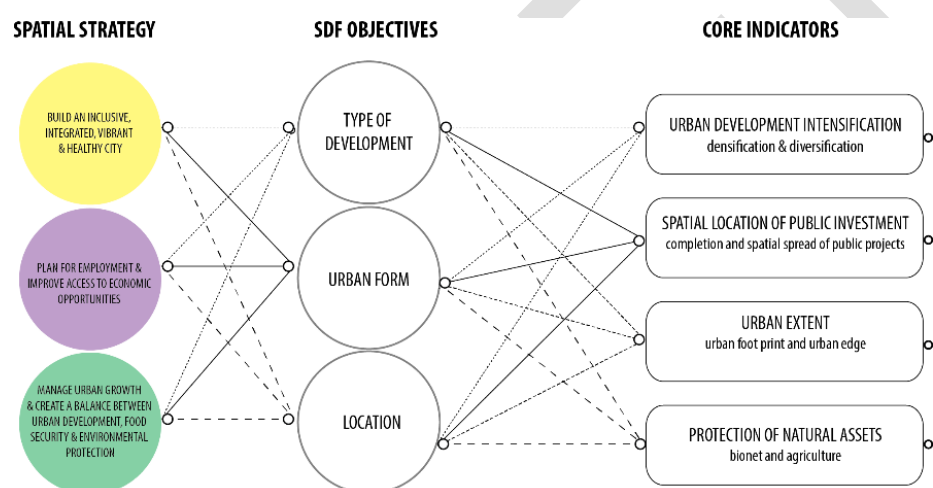 SPATIAL STRATEGY
SDF OBJECTIVES
CORE INDICATORS
BUILD AN INCLUSIVE,
INTEGRATED, VIBRANT
& HEALTHY CITY
PLAN FOR EMPLOYMENT &
IMPROVE ACCESS TO ECONOMIC
OPPORTUNITIES
MANAGE URBAN GROWTH
& CREATE A BALANCE BETWEEN
URBAN DEVELOPMENT, FOOD
SECURITY & ENVIRONMENTAL
PROTECTION
TYPE OF
DEVELOPMENT
URBAN FORM
LOCATION
URBAN DEVELOPMENT INTENSIFICATION
densification & diversification
SPATIAL LOCATION OF PUBLIC INVESTMENT
completion and spatial spread of public projects
URBAN EXTENT
urban foot print and urban edge
PROTECTION OF NATURAL ASSETS
bionet and agriculture